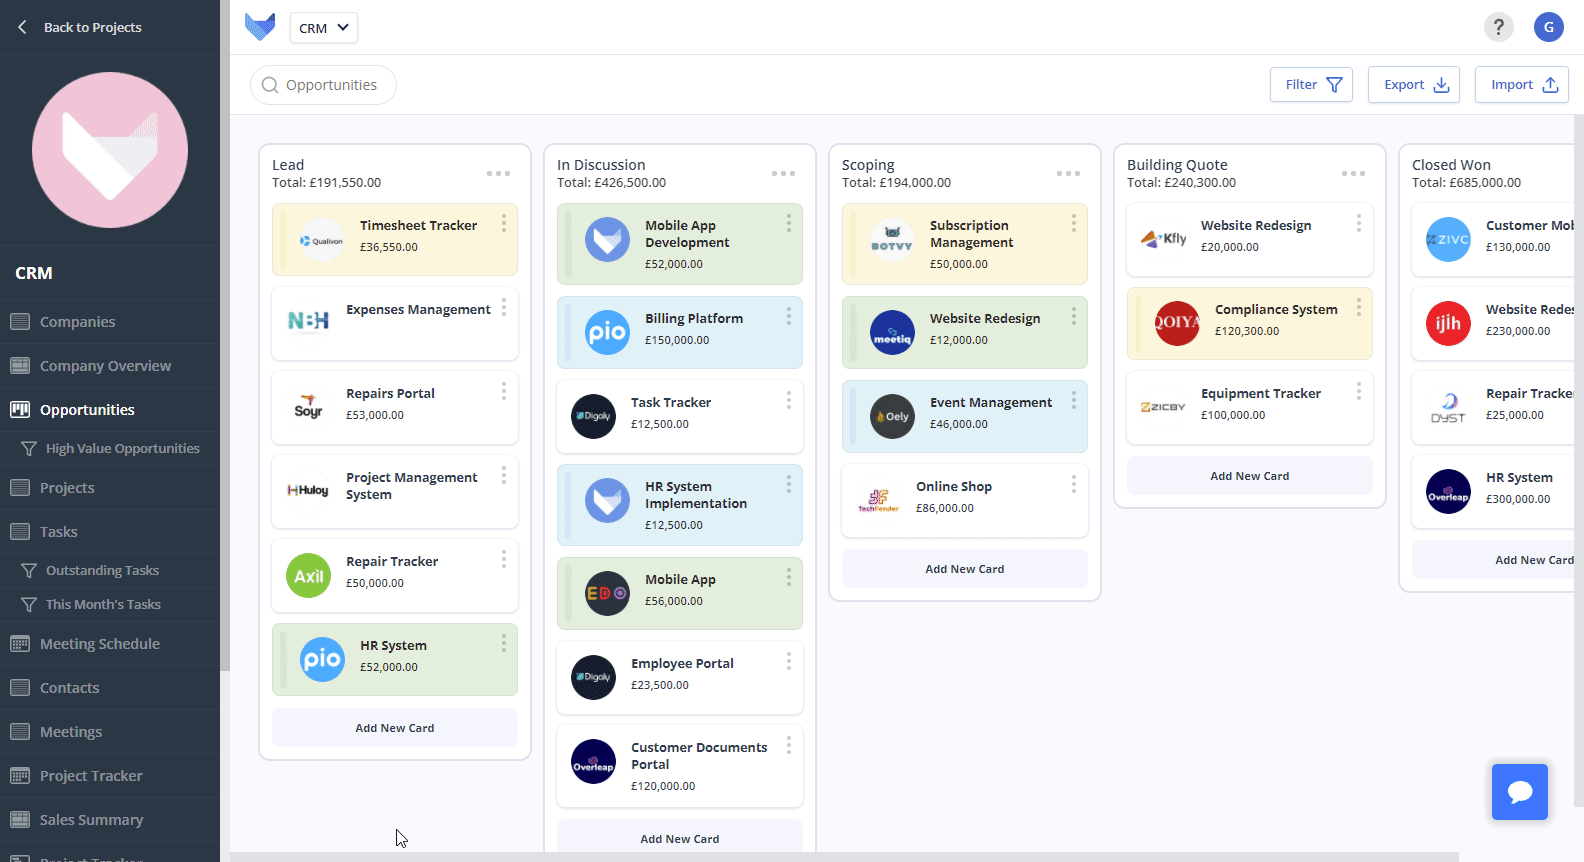 Back to Projects
CRM
Companies
Company Overview
Opportunities
High Value Opportunities
Projects
Tasks
Outstanding Tasks
This Month's Tasks
Meeting Schedule
Contacts
Meetings
Project Tracker
Sales Summary
Project Tracker
CRM
?
G
Opportunities
Filter
Export
Import
Lead
Total: £191,550.00
Qualivon
Timesheet Tracker
£36,550.00
NBH
Expenses Management
Soyr
Repairs Portal
£53,000.00
Huloy
Project Management
System
Axil
Repair Tracker
£50,000.00
pio
HR System
£52,000.00
Add New Card
In Discussion
Total: £426,500.00
Mobile App
Development
£52,000.00
pio
Billing Platform
£150,000.00
Digaly
Task Tracker
£12,500.00
HR System
Implementation
£12,500.00
EDO
Mobile App
£56,000.00
Digaly
Employee Portal
£23,500.00
Overleap
Customer Documents
Portal
£120,000.00
Add New Card
Scoping
Total: £194,000.00
BOTVY
Subscription
Management
£50,000.00
meetiq
Website Redesign
£12,000.00
Oely
Event Management
£46,000.00
TechFender
Online Shop
£86,000.00
Add New Card
Building Quote
Total: £240,300.00
Kfly
Website Redesign
£20,000.00
QOIYA
Compliance System
£120,300.00
ZICBY
Equipment Tracker
£100,000.00
Add New Card
Closed Won
Total: £685,000.00
ZIVC
Customer Mob
£130,000.00
ijih
Website Redes
£230,000.00
DYST
Repair Tracke
£25,000.00
Overleap
HR System
£300,000.00
Add New Card